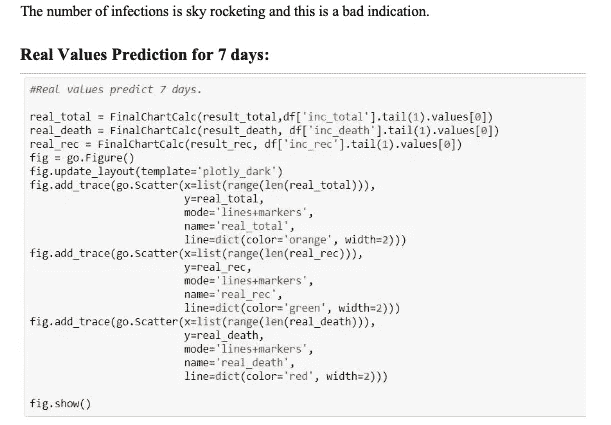 The number of infections is sky rocketing and this is a bad indication.
Real Values Prediction for 7 days:
#Real values predict 7 days.
real_total = FinalChartCalc(result_total,df['inc_total'].tail(1).values[0])
real_death = FinalChartCalc(result_death, df['inc_death'].tail(1).values[0])
real_rec = FinalChartCalc(result_rec, df['inc_rec'].tail(1).values[0])
fig = go.Figure()
fig.update_layout(template='plotly_dark')
fig.add_trace(go.Scatter(x=list(range(len(real_total))),
y=real_total,
mode='lines+markers',
name='real_total',
line=dict(color='orange', width=2)))
fig.add_trace(go.Scatter(x=list(range(len(real_rec))),
y=real_rec,
mode='lines+markers',
name='real_rec',
line=dict(color='green', width=2)))
fig.add_trace(go.Scatter(x=list(range(len(real_death))),
y=real_death,
mode='lines+markers',
name='real_death',
line=dict(color='red', width=2)))
fig.show()